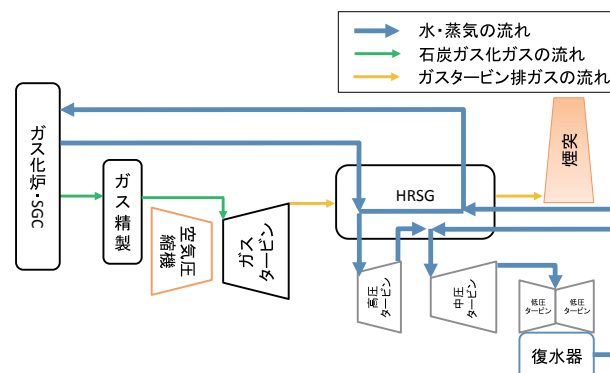 水・蒸気の流れ
石炭ガス化ガスの流れ
ガスタービン排ガスの流れ
ガス化炉・SGC
ガス精製
空気圧
縮機
ガス
タービン
HRSG
煙突
高圧
タービン
中圧
タービン
低圧
タービン
低圧
タービン
復水器